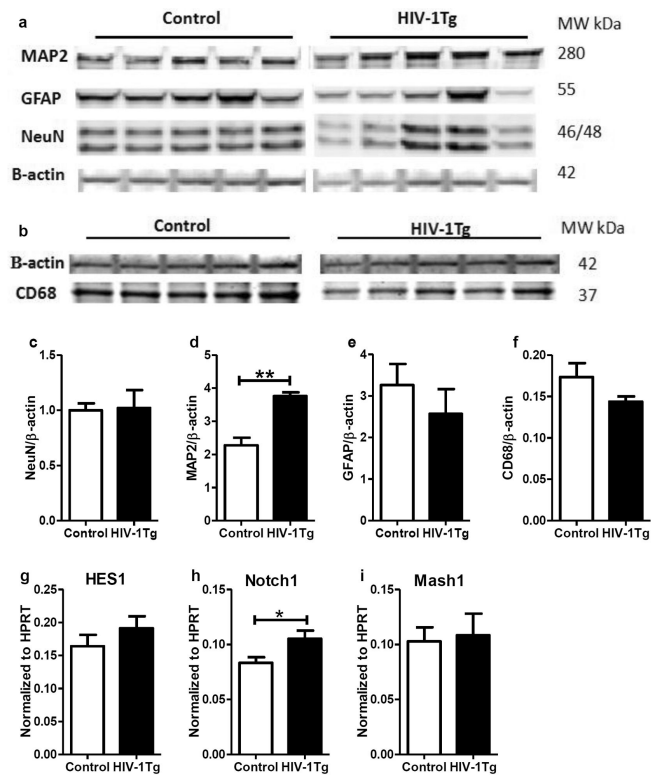 a Control HIV-1Tg MW kDa
MAP2 280
GFAP 55
NeuN 46/48
B-actin 42
b Control HIV-1Tg MW kDa
B-actin 42
CD68 37
c
NeuN/β-actin
1.5
1.0
0.5
0.0
Control HIV-1Tg
d
MAP2/β-actin
5
4
3
2
1
0
**
Control HIV-1Tg
e
GFAP/β-actin
4
3
2
1
0
Control HIV-1Tg
f
CD68/β-actin
0.20
0.15
0.10
0.05
0.00
Control HIV-1Tg
g HES1
Normalized to HPRT
0.25
0.20
0.15
0.10
0.05
0.00
Control HIV-1Tg
h Notch1
Normalized to HPRT
0.15
0.10
0.05
0.00
*
Control HIV-1Tg
i Mash1
Normalized to HPRT
0.15
0.10
0.05
0.00
Control HIV-1Tg